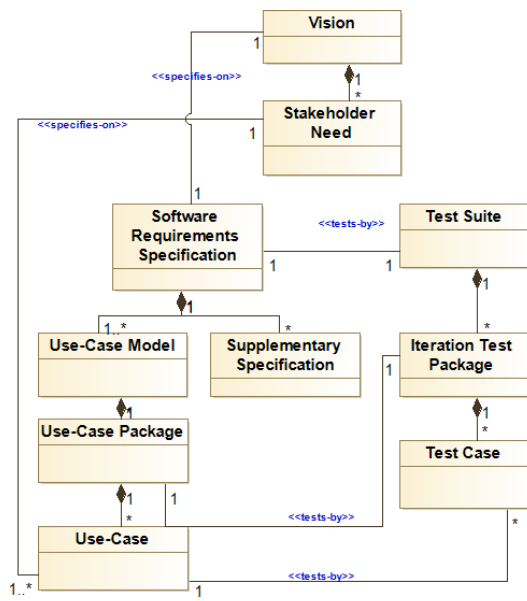 Vision
1
1
<<specifies-on>>
*
<<specifies-on>>
Stakeholder
Need
1
1
Software
Requirements
Specification
Test Suite
<<tests-by>>
1
1
1
1
1..*
*
*
Use-Case Model
Supplementary
Specification
Iteration Test
Package
1
1
1
*
Use-Case Package
Test Case
1
1
*
<<tests-by>>
Use-Case
*
1..*
1
<<tests-by>>